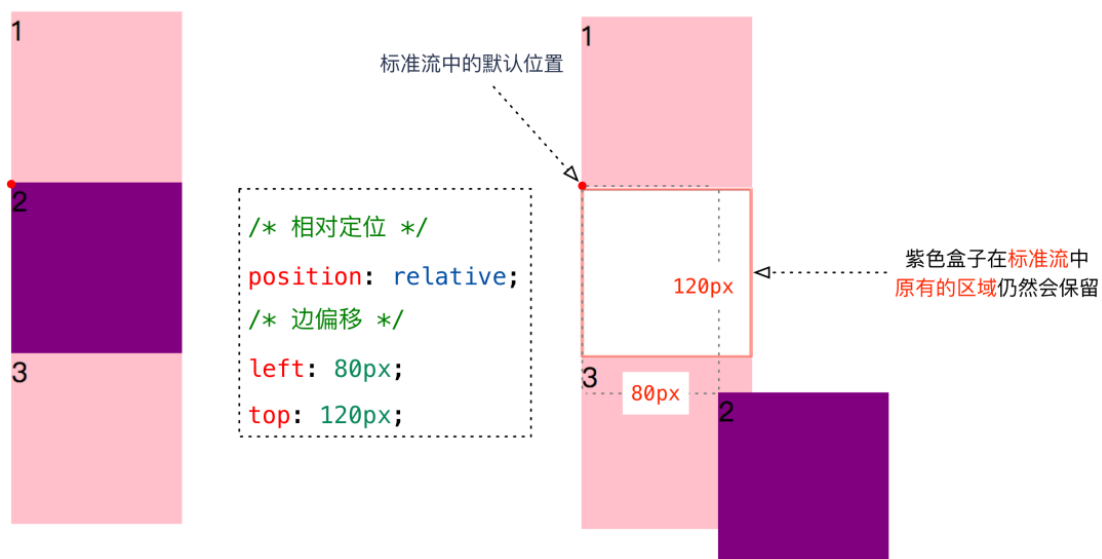 1
2
3
/* 相对定位 */
position: relative;
/* 边偏移 */
left: 80px;
top: 120px;
标准流中的默认位置
1
120px
3
80px
2
紫色盒子在标准流中
原有的区域仍然会保留